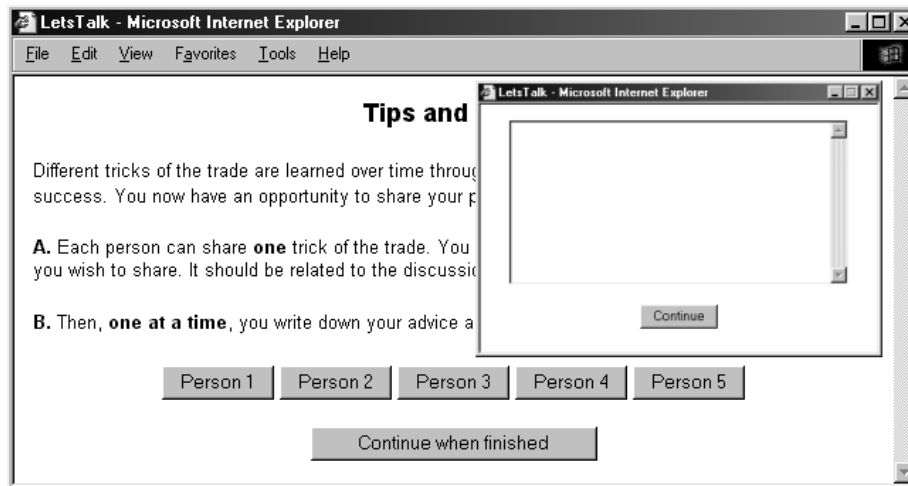 LetsTalk - Microsoft Internet Explorer
File Edit View Favorites Tools Help
Tips and
LetsTalk - Microsoft Internet Explorer
Different tricks of the trade are learned over time
success. You now have an opportunity to share your
A. Each person can share one trick of the trade. You
you wish to share. It should be related to the
B. Then, one at a time, you write down your advice
Continue
Person 1 Person 2 Person 3 Person 4 Person 5
Continue when finished